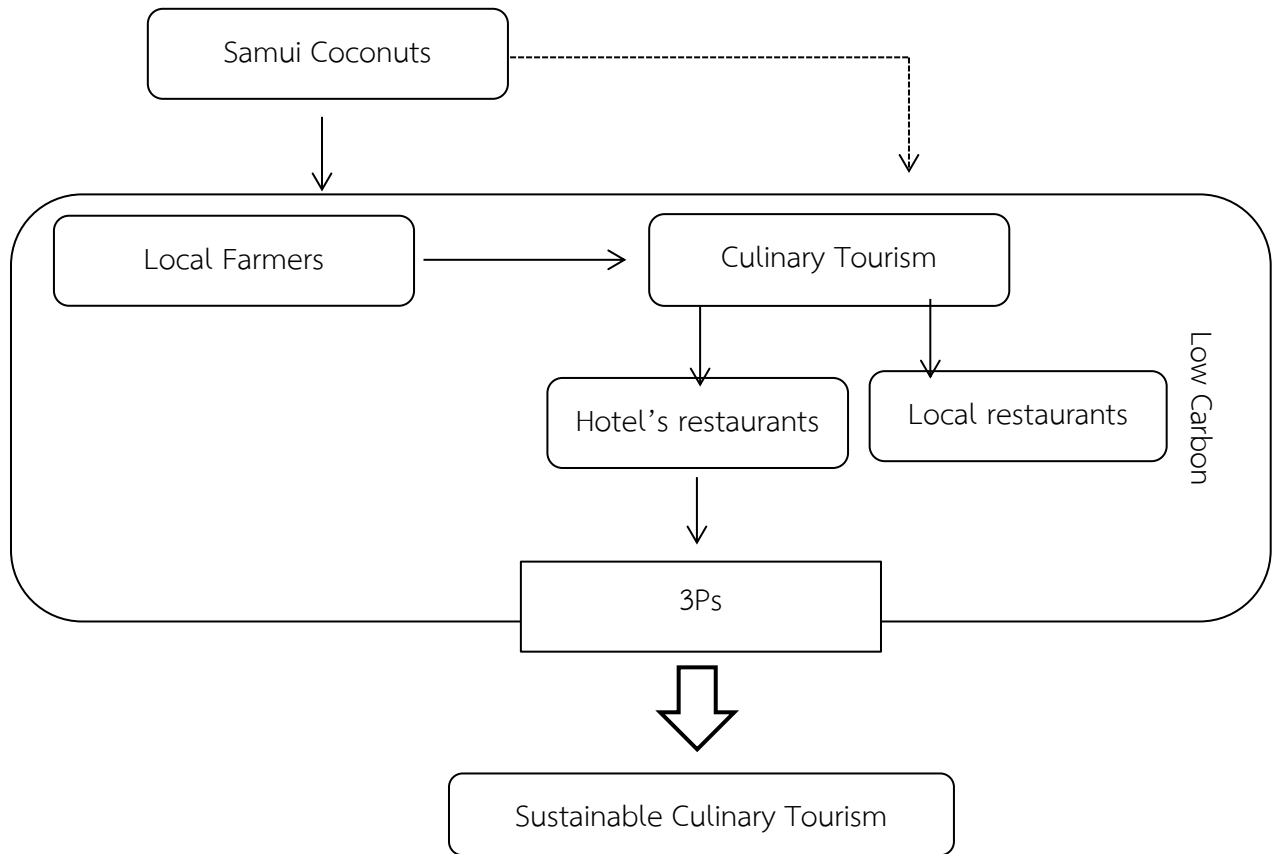 Samui Coconuts
Local Farmers
Culinary Tourism
Low Carbon
Hotel’s restaurants
Local restaurants
3Ps
Sustainable Culinary Tourism